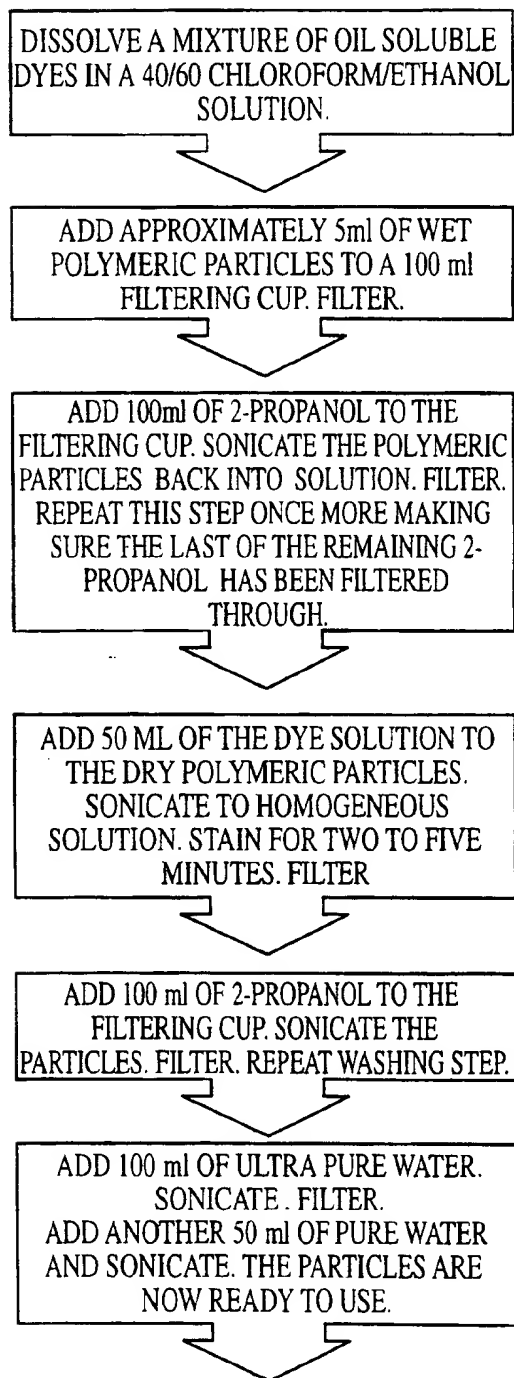 DISSOLVE A MIXTURE OF OIL SOLUBLE
DYES IN A 40/60 CHLOROFORM/ETHANOL
SOLUTION.
ADD APPROXIMATELY 5ml OF WET
POLYMERIC PARTICLES TO A 100 ml
FILTERING CUP. FILTER.
ADD 100ml OF 2-PROPANOL TO THE
FILTERING CUP. SONICATE THE POLYMERIC
PARTICLES BACK INTO SOLUTION. FILTER.
REPEAT THIS STEP ONCE MORE MAKING
SURE THE LAST OF THE REMAINING 2-
PROPANOL HAS BEEN FILTERED
THROUGH.
ADD 50 ML OF THE DYE SOLUTION TO
THE DRY POLYMERIC PARTICLES.
SONICATE TO HOMOGENEOUS
SOLUTION. STAIN FOR TWO TO FIVE
MINUTES. FILTER
ADD 100 ml OF 2-PROPANOL TO THE
FILTERING CUP. SONICATE THE
PARTICLES. FILTER. REPEAT WASHING STEP.
ADD 100 ml OF ULTRA PURE WATER.
SONICATE . FILTER.
ADD ANOTHER 50 ml OF PURE WATER
AND SONICATE. THE PARTICLES ARE
NOW READY TO USE.